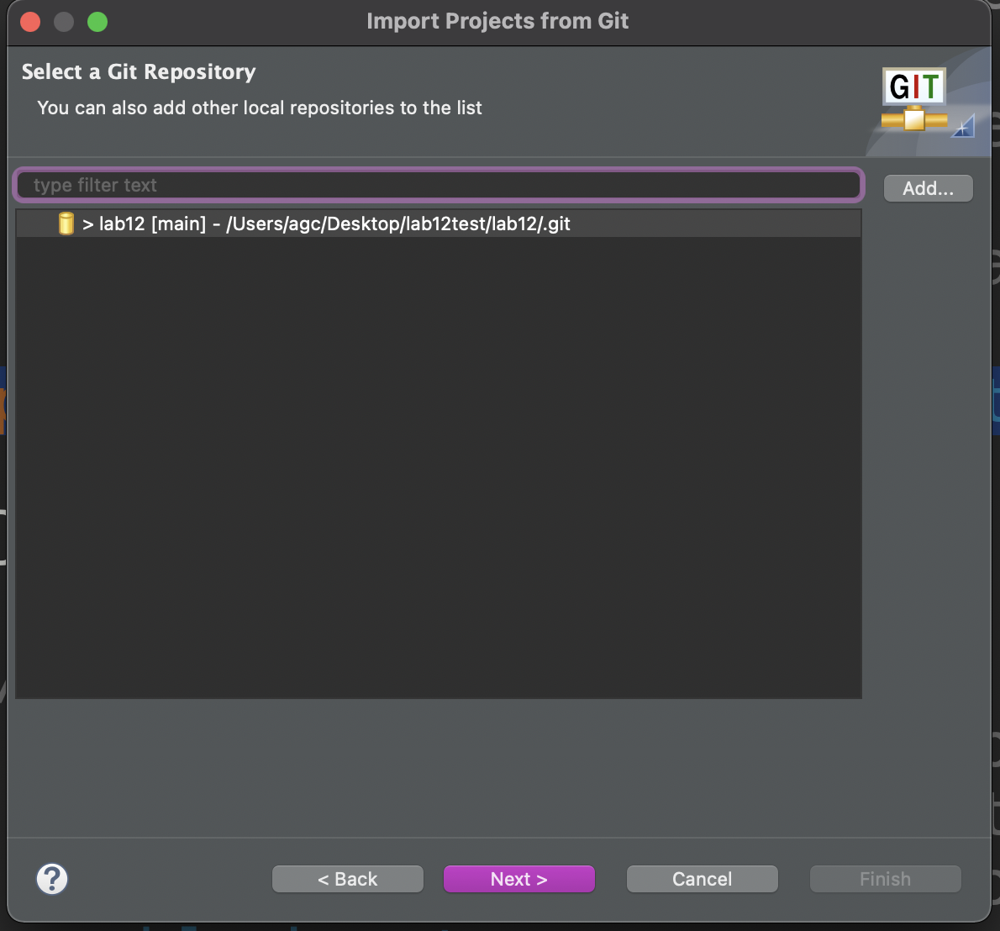 Import Projects from Git
Select a Git Repository
You can also add other local repositories to the list
GIT
type filter text
Add...
> lab12 [main] - /Users/agc/Desktop/lab12test/lab12/.git
?
< Back
Next >
Cancel
Finish